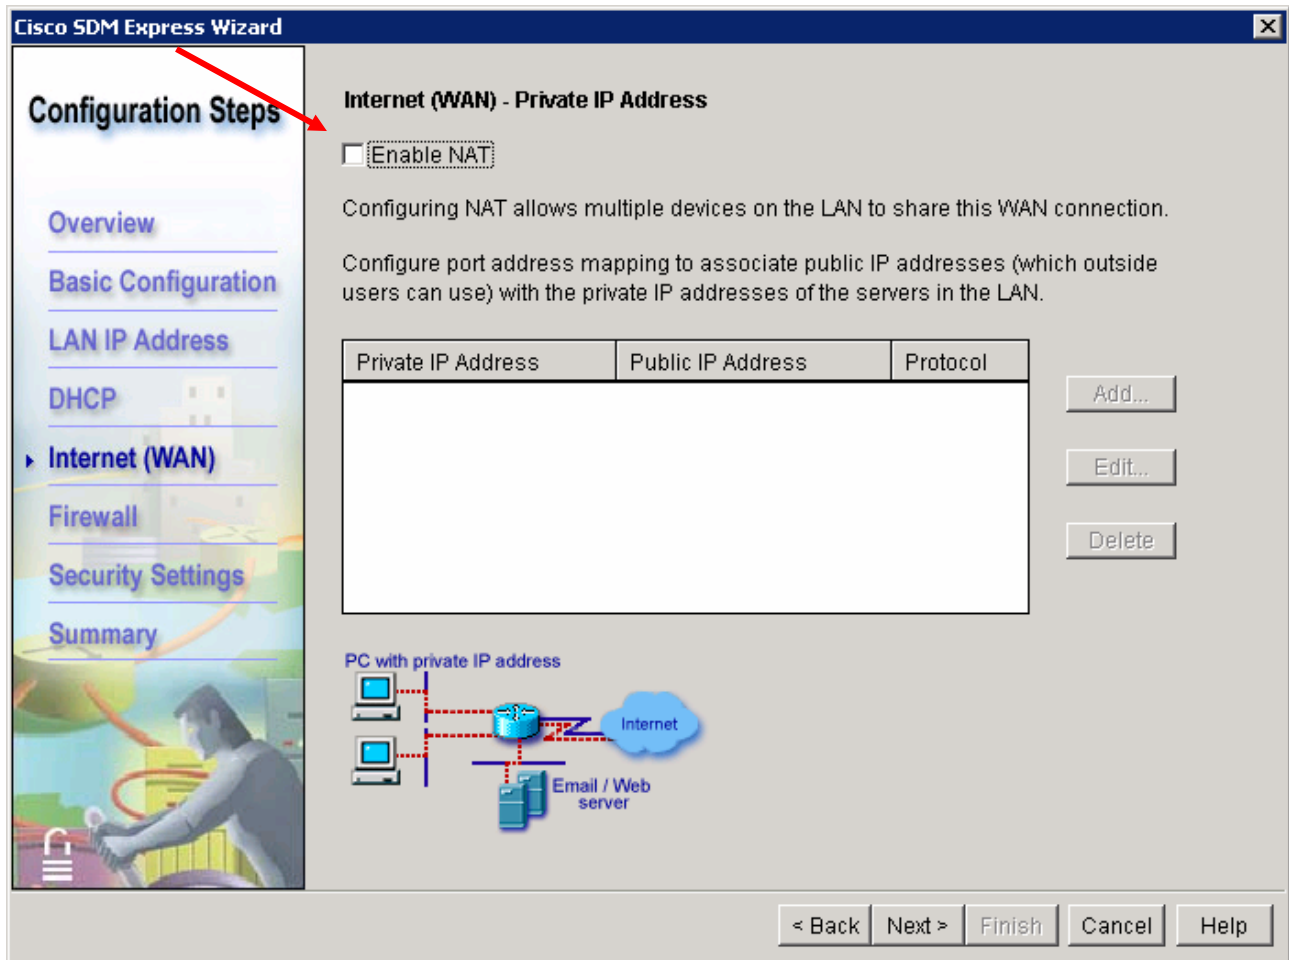 Cisco SDM Express Wizard
Configuration Steps
Overview
Basic Configuration
LAN IP Address
DHCP
Internet (WAN)
Firewall
Security Settings
Summary
Internet (WAN) - Private IP Address
Enable NAT
Configuring NAT allows multiple devices on the LAN to share this WAN connection.
Configure port address mapping to associate public IP addresses (which outside
users can use) with the private IP addresses of the servers in the LAN.
Private IP Address Public IP Address Protocol
Add...
Edit...
Delete
PC with private IP address
Internet
Email / Web
server
< Back Next > Finish Cancel Help